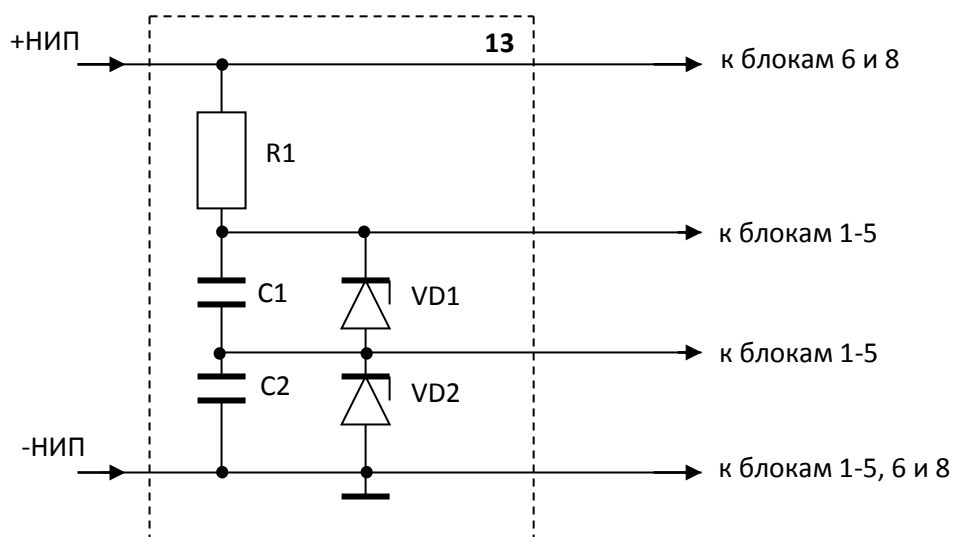 +НИП
13
к блокам 6 и 8
R1
к блокам 1-5
C1
VD1
к блокам 1-5
C2
VD2
-НИП
к блокам 1-5, 6 и 8